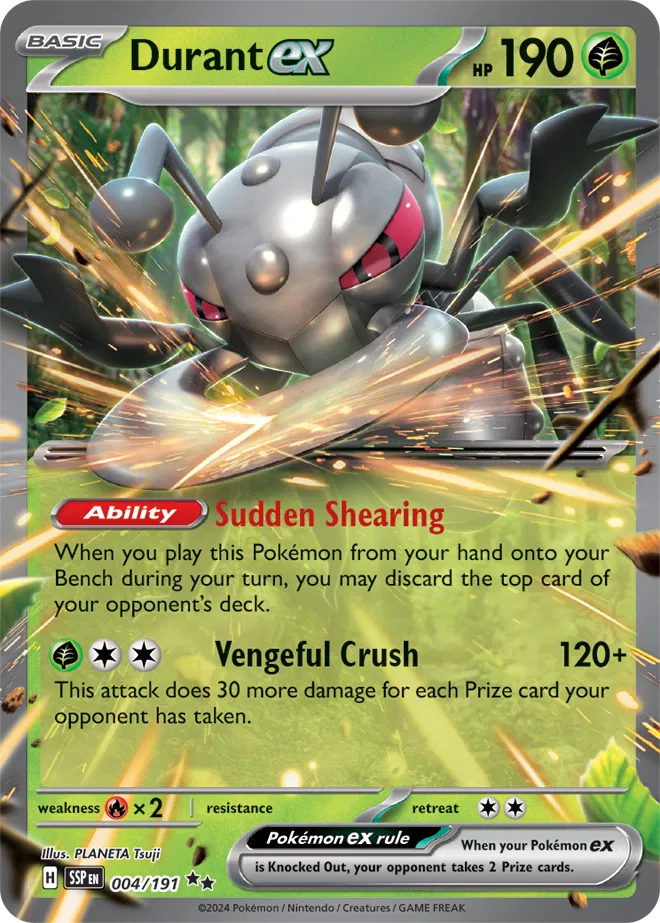 BASIC Durant ex HP 190
Ability Sudden Shearing
When you play this Pokémon from your hand onto your
Bench during your turn, you may discard the top card of
your opponent's deck.
Vengeful Crush 120+
This attack does 30 more damage for each Prize card your
opponent has taken.
weakness ×2 resistance retreat
Illus. PLANETA Tsuji
Pokémon ex rule When your Pokémon ex
is Knocked Out, your opponent takes 2 Prize cards.
H SSP EN 004/191
©2024 Pokémon / Nintendo / Creatures / GAME FREAK